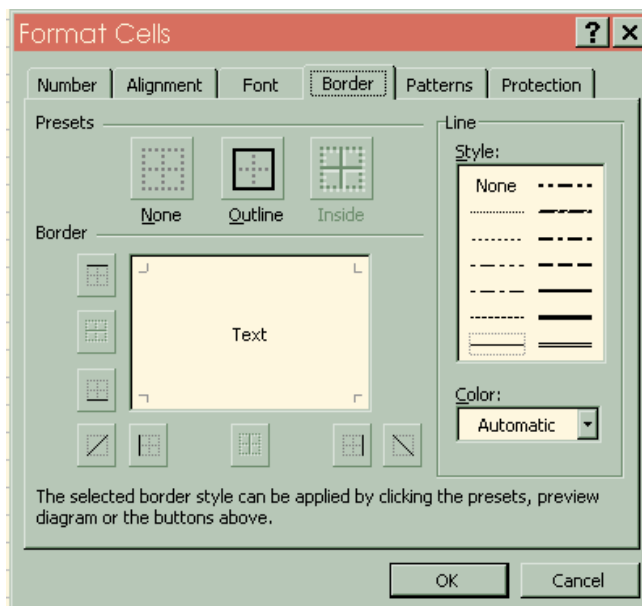 Format Cells
Number Alignment Font Border Patterns Protection
Presets
None Outline Inside
Border
Text
Line
Style:
None
Color:
Automatic
The selected border style can be applied by clicking the presets, preview
diagram or the buttons above.
OK Cancel